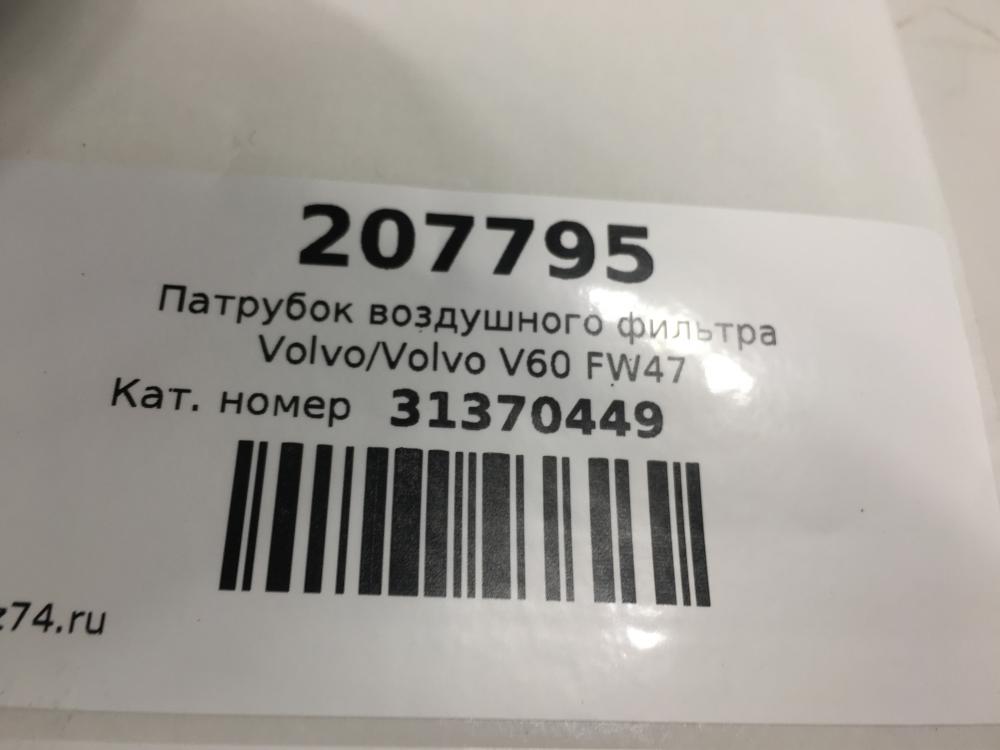 207795
Патрубок воздушного фильтра
Volvo/Volvo V60 FW47
Кат. номер 31370449
z74.ru